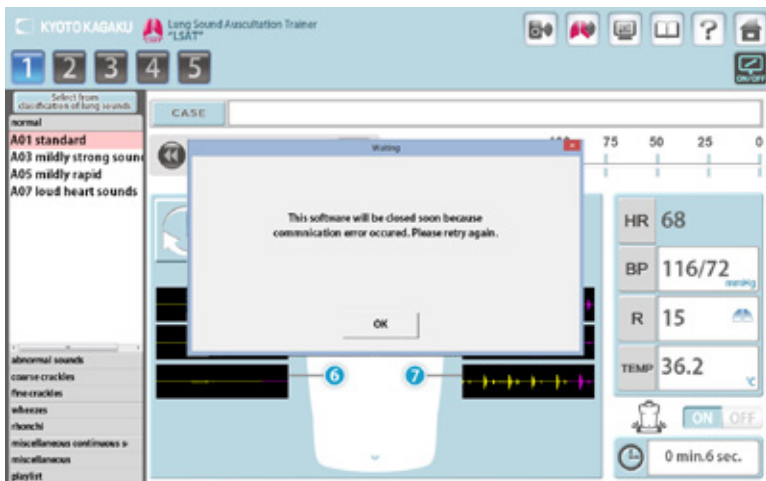 KYOTO KAGAKU
Lung Sound Auscultation Trainer
"LSAT"
1 2 3 4 5
ON/OFF
Select from
classification of lung sounds
normal
A01 standard
A03 mildly strong soun
A05 mildly rapid
A07 loud heart sounds
abnormal sounds
coarse crackles
fine crackles
wheezes
rhonchi
miscellaneous continuous s
miscellaneous
playlist
CASE
100 75 50 25 0
Wating
This software will be closed soon because
commnication error occured. Please retry again.
OK
6 7
HR 68
BP 116/72
mmHg
R 15
TEMP 36.2
℃
ON OFF
0 min.6 sec.